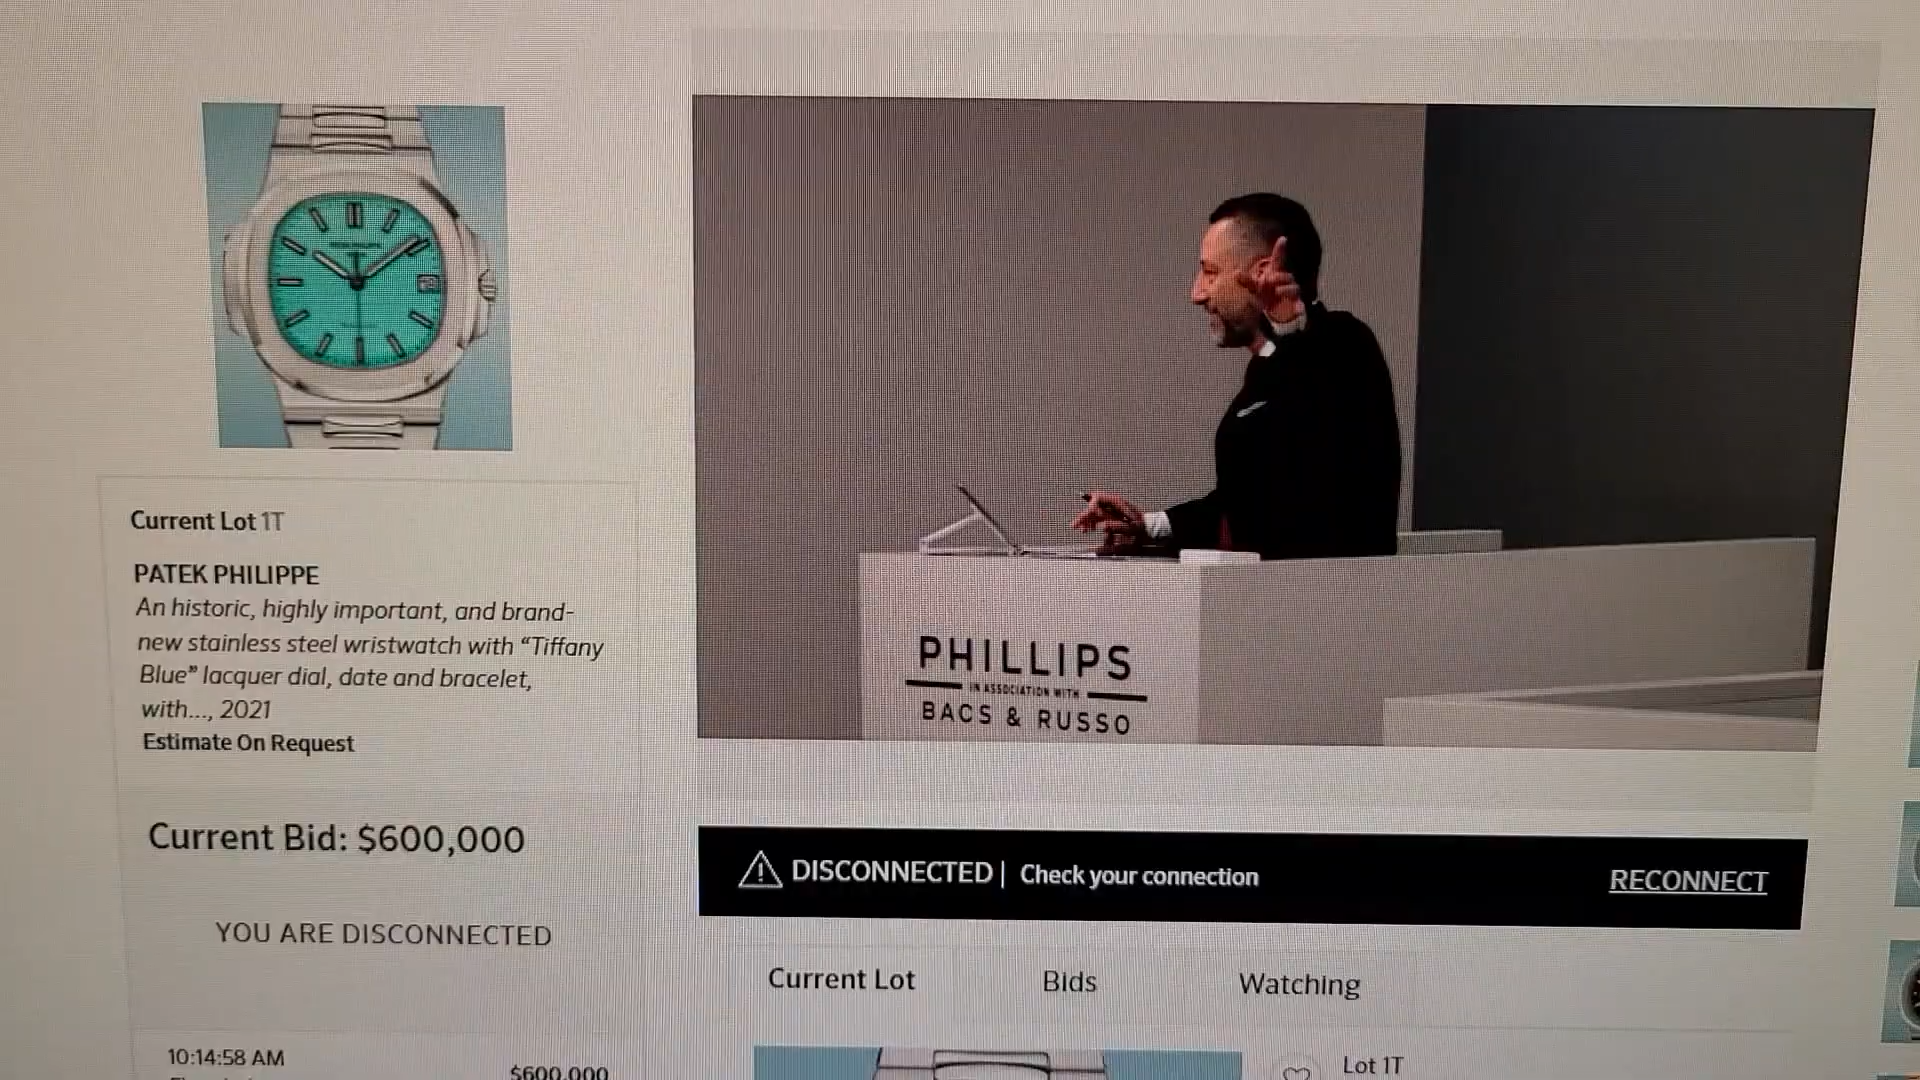 Current Lot 1T
PATEK PHILIPPE
An historic, highly important, and brand-
new stainless steel wristwatch with “Tiffany
Blue” lacquer dial, date and bracelet,
with..., 2021
Estimate On Request
Current Bid: $600,000
YOU ARE DISCONNECTED
10:14:58 AM
$600,000
PHILLIPS
IN ASSOCIATION WITH
BACS & RUSSO
DISCONNECTED | Check your connection
RECONNECT
Current Lot
Bids
Watching
Lot 1T